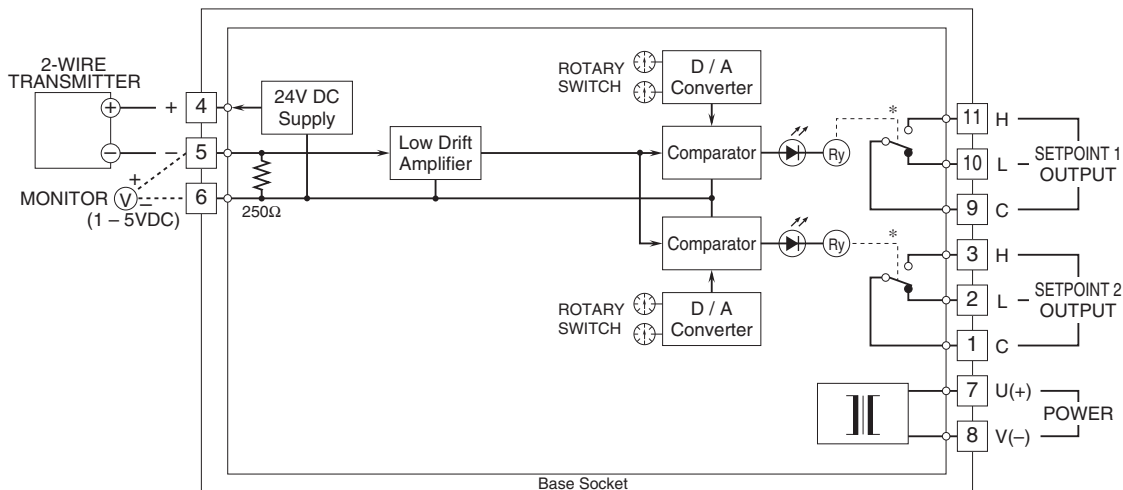 2-WIRE
TRANSMITTER
+
−
+
−
4
5
6
+
−
MONITOR
V
(1 – 5VDC)
24V DC
Supply
250Ω
Low Drift
Amplifier
ROTARY
SWITCH
D / A
Converter
Comparator
Ry
*
Comparator
Ry
*
ROTARY
SWITCH
D / A
Converter
11 H
10 L
9 C
SETPOINT 1
OUTPUT
3 H
2 L
1 C
SETPOINT 2
OUTPUT
7 U(+)
8 V(–)
POWER
Base Socket